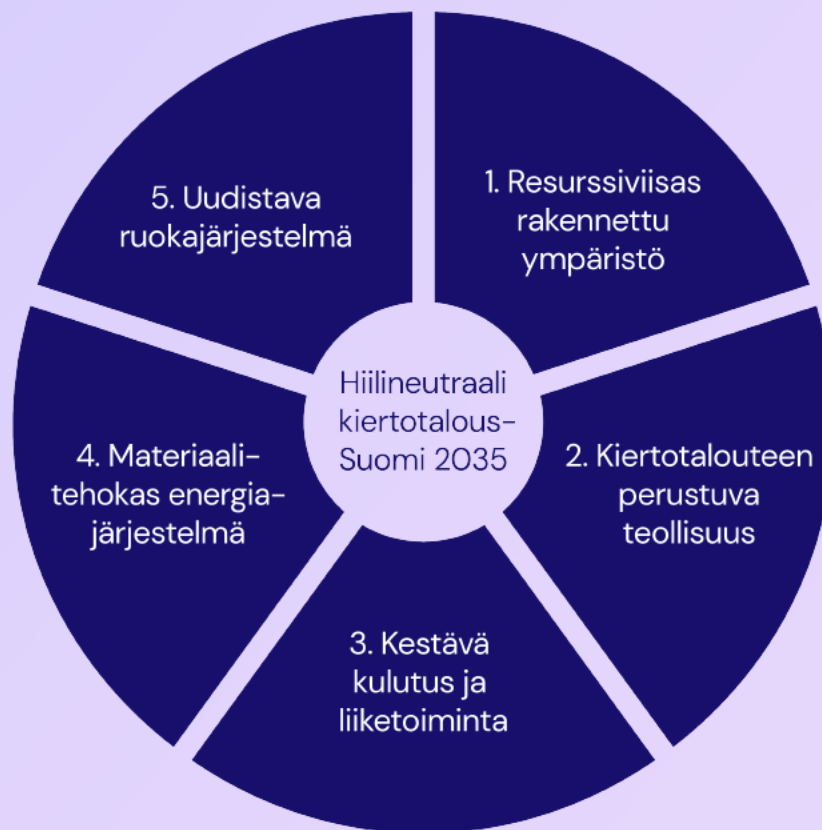 Hiilineutraali
kiertotalous-
Suomi 2035
1. Resurssiviisas
rakennettu
ympäristö
2. Kiertotalouteen
perustuva
teollisuus
3. Kestävä
kulutus ja
liiketoiminta
4. Materiaali-
tehokas energia-
järjestelmä
5. Uudistava
ruokajärjestelmä